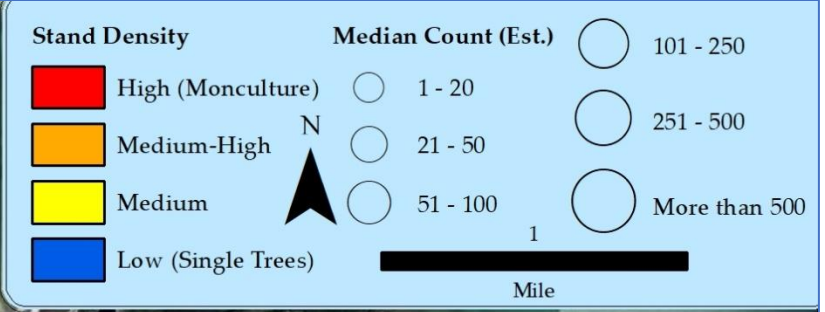 Stand Density
High (Monculture)
Medium-High
Medium
Low (Single Trees)
N
Median Count (Est.)
1 - 20
21 - 50
51 - 100
101 - 250
251 - 500
More than 500
1
Mile